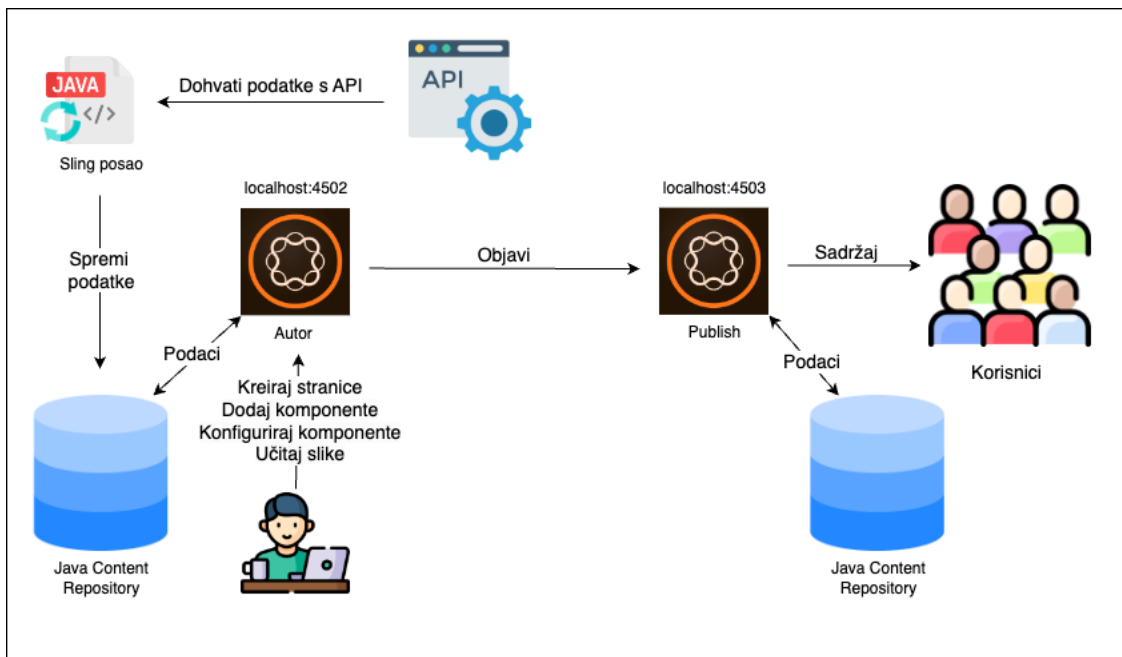 API
JAVA
</>
Dohvati podatke s API
Sling posao
localhost:4502
localhost:4503
Spremi
podatke
Objavi
Sadržaj
Autor
Publish
Podaci
Podaci
Korisnici
Kreiraj stranice
Dodaj komponente
Konfiguriraj komponente
Učitaj slike
Java Content
Repository
Java Content
Repository